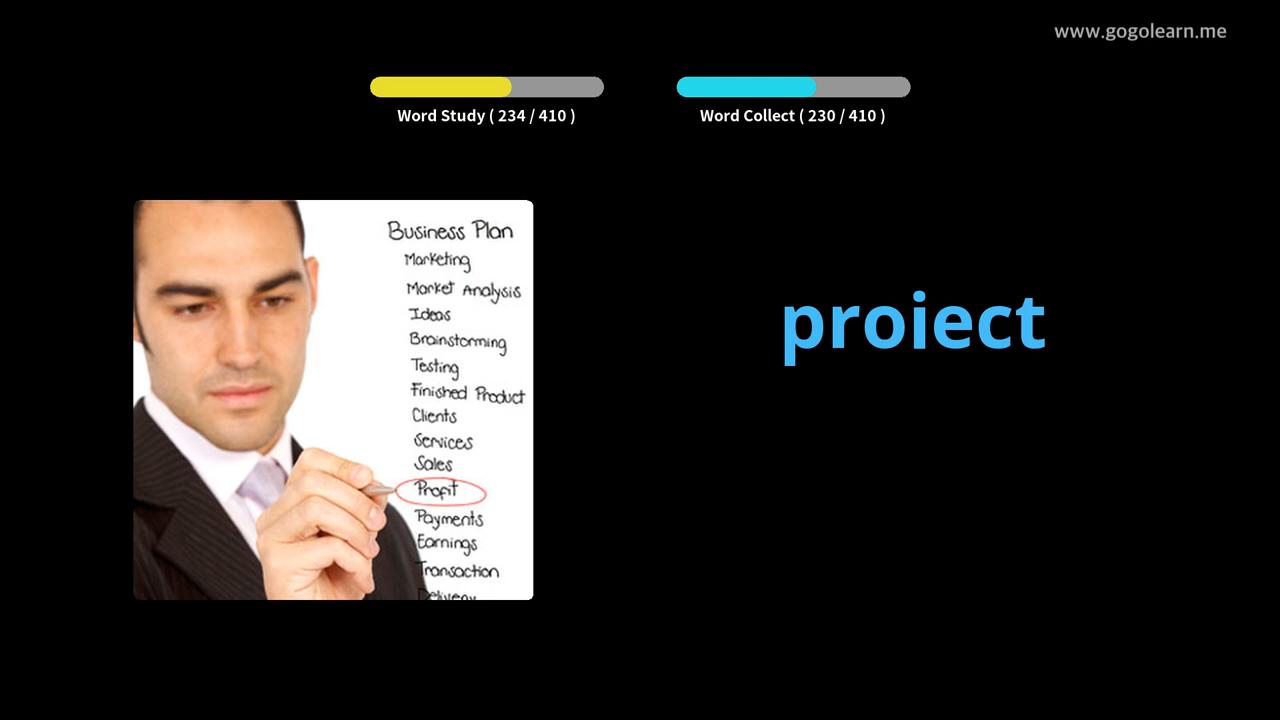 www.gogolearn.me
Word Study ( 234 / 410 )
Word Collect ( 230 / 410 )
Business Plan
Marketing
Market Analysis
Ideas
Brainstorming
Testing
Finished Product
Clients
Services
Sales
Profit
Payments
Earnings
Transaction
Delivery
proiect